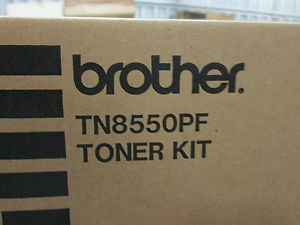 brother.
TN8550PF
TONER KIT